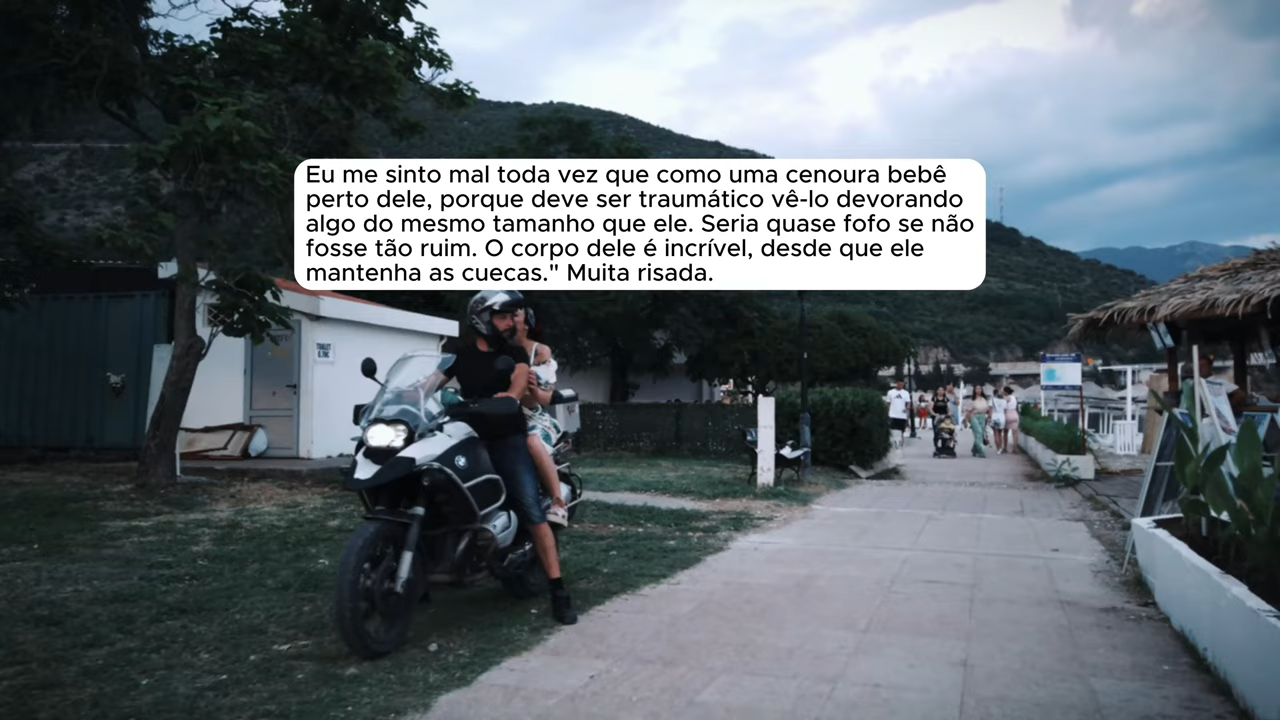 Eu me sinto mal toda vez que como uma cenoura bebê
perto dele, porque deve ser traumático vê-lo devorando
algo do mesmo tamanho que ele. Seria quase fofo se não
fosse tão ruim. O corpo dele é incrível, desde que ele
mantenha as cuecas." Muita risada.
TOILET